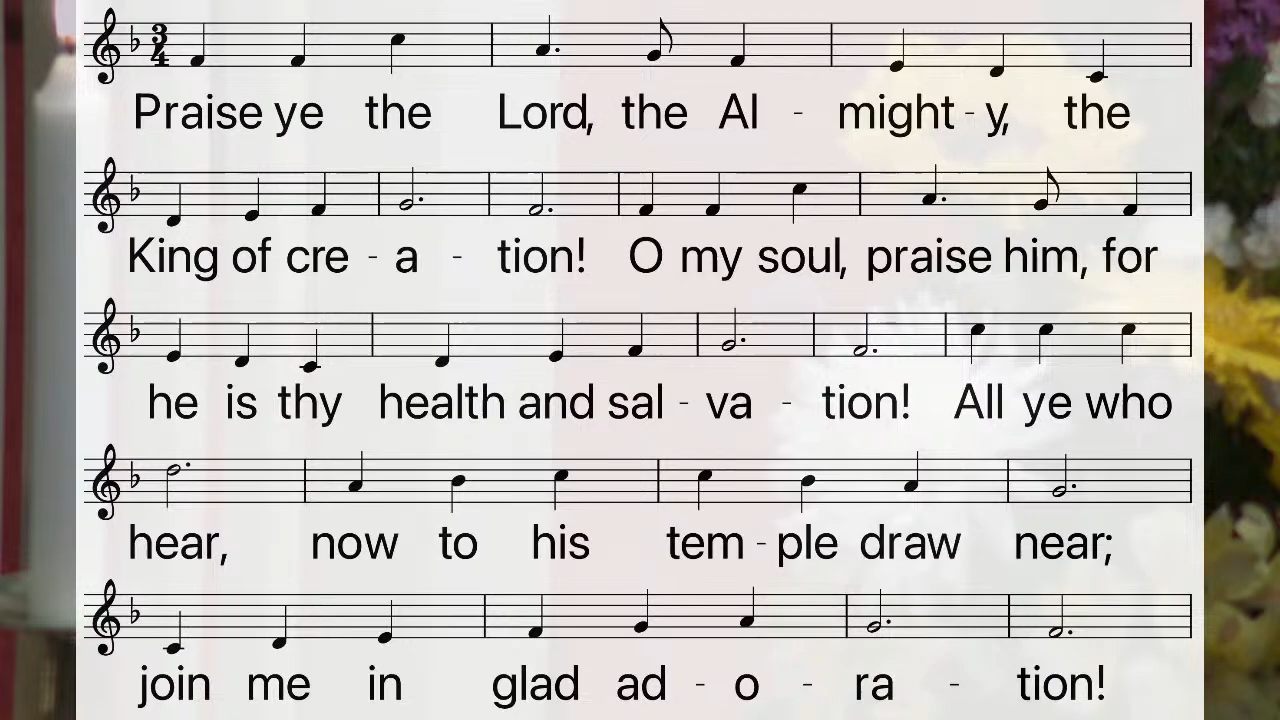 3
4
Praise ye the Lord, the Al - might - y, the
King of cre - a - tion! O my soul, praise him, for
he is thy health and sal - va - tion! All ye who
hear, now to his tem - ple draw near;
join me in glad ad - o - ra - tion!